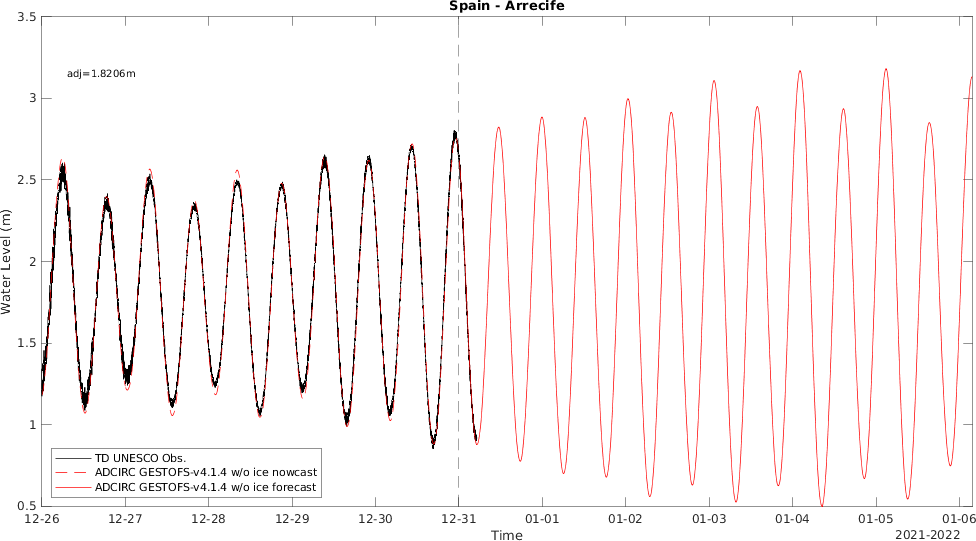 Spain - Arrecife
3.5
adj=1.8206m
3
2.5
2
Water Level (m)
1.5
1
TD UNESCO Obs.
ADCIRC GESTOFS-v4.1.4 w/o ice nowcast
ADCIRC GESTOFS-v4.1.4 w/o ice forecast
0.5
12-26 12-27 12-28 12-29 12-30 12-31 01-01 01-02 01-03 01-04 01-05 01-06
Time
2021-2022